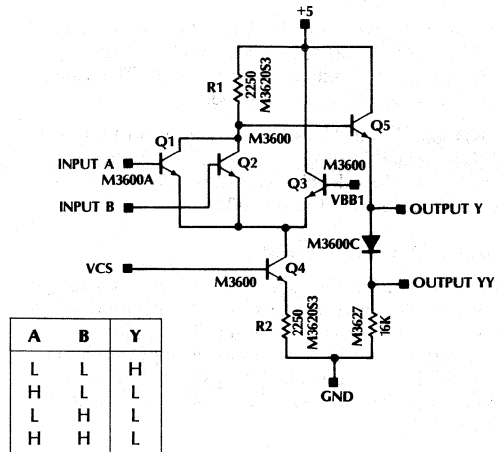 +5
R1
2250
M3620S3
Q1
M3600
Q5
INPUT A
Q2
M3600
M3600A
Q3
VBB1
INPUT B
OUTPUT Y
M3600C
VCS
Q4
M3600
OUTPUT YY
R2
2250
M3620S3
M3627
16K
GND
A B Y
L L H
H L L
L H L
H H L